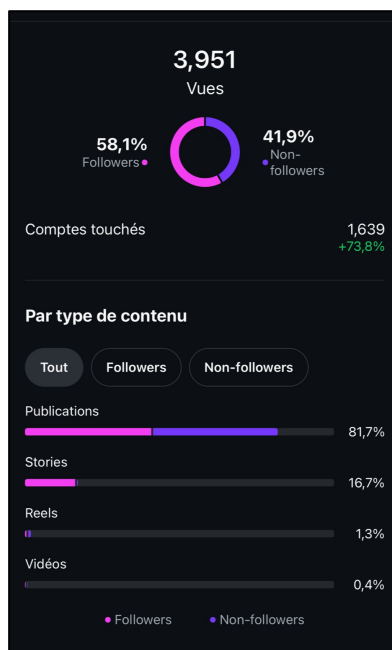 3,951
Vues
58,1%
Followers
41,9%
Non-
followers
Comptes touchés
1,639
+73,8%
Par type de contenu
Tout
Followers
Non-followers
Publications
81,7%
Stories
16,7%
Reels
1,3%
Vidéos
0,4%
Followers
Non-followers